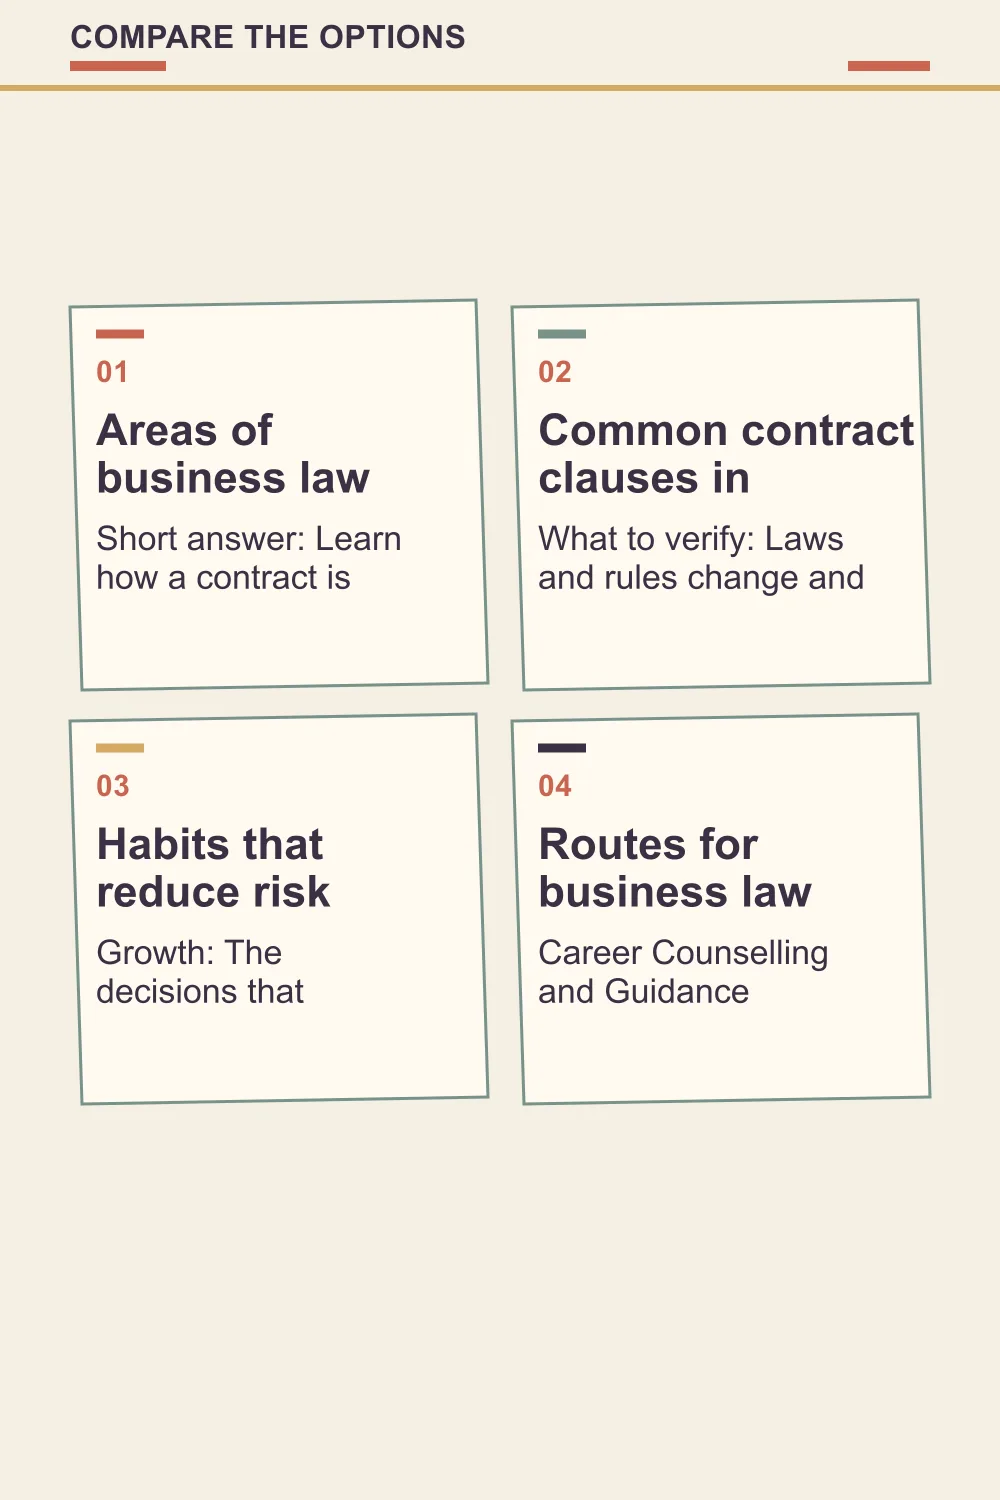 COMPARE THE OPTIONS
01
Areas of
business law
Short answer: Learn
how a contract is
02
Common contract
clauses in
What to verify: Laws
and rules change and
03
Habits that
reduce risk
Growth: The
decisions that
04
Routes for
business law
Career Counselling
and Guidance